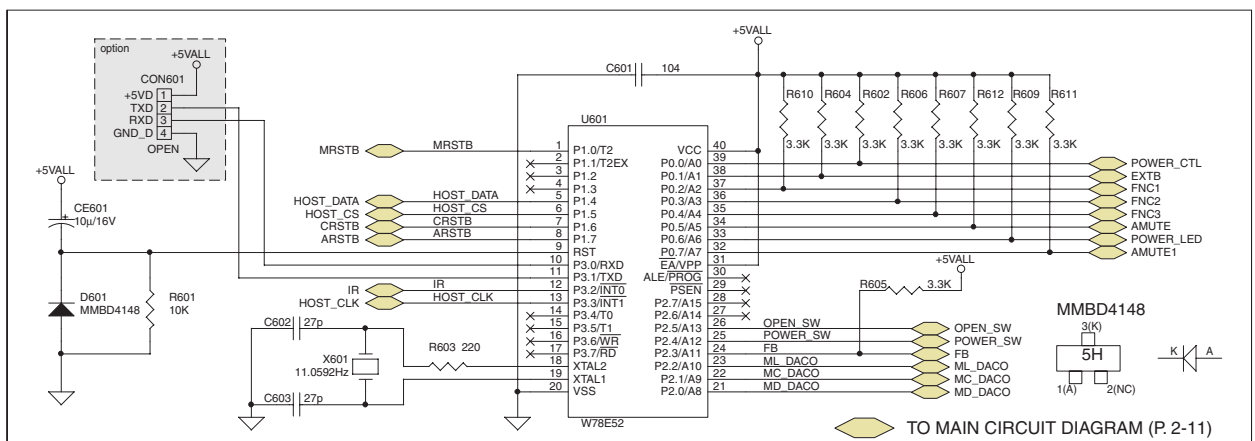 option
+5VALL
CON601
+5VD 1
TXD 2
RXD 3
GND_D 4
OPEN
+5VALL
CE601
10µ/16V
D601
MMBD4148
R601
10K
+5VALL
C601 104
R610 R604 R602 R606 R607 R612 R609 R611
3.3K 3.3K 3.3K 3.3K 3.3K 3.3K 3.3K 3.3K
U601
MRSTB MRSTB 1 P1.0/T2
2 P1.1/T2EX
3 P1.2
4 P1.3
HOST_DATA HOST_DATA 5 P1.4
HOST_CS HOST_CS 6 P1.5
CRSTB CRSTB 7 P1.6
ARSTB ARSTB 8 P1.7
9 RST
10 P3.0/RXD
11 P3.1/TXD
IR IR 12 P3.2/INT0
HOST_CLK HOST_CLK 13 P3.3/INT1
14 P3.4/T0
15 P3.5/T1
16 P3.6/WR
17 P3.7/RD
18 XTAL2
19 XTAL1
20 VSS
C602 27p
X601
11.0592Hz
R603 220
C603 27p
VCC 40
P0.0/A0 39 POWER_CTL
P0.1/A1 38 EXTB
P0.2/A2 37 FNC1
P0.3/A3 36 FNC2
P0.4/A4 35 FNC3
P0.5/A5 34 AMUTE
P0.6/A6 33 POWER_LED
P0.7/A7 32 AMUTE1
EA/VPP 31
ALE/PROG 30
PSEN 29
P2.7/A15 28
P2.6/A14 27
P2.5/A13 26 OPEN_SW OPEN_SW
P2.4/A12 25 POWER_SW POWER_SW
P2.3/A11 24 FB FB
P2.2/A10 23 ML_DACO ML_DACO
P2.1/A9 22 MC_DACO MC_DACO
P2.0/A8 21 MD_DACO MD_DACO
W78E52
+5VALL
R605 3.3K
MMBD4148
3(K)
5H
1(A) 2(NC)
K A
TO MAIN CIRCUIT DIAGRAM (P. 2-11)